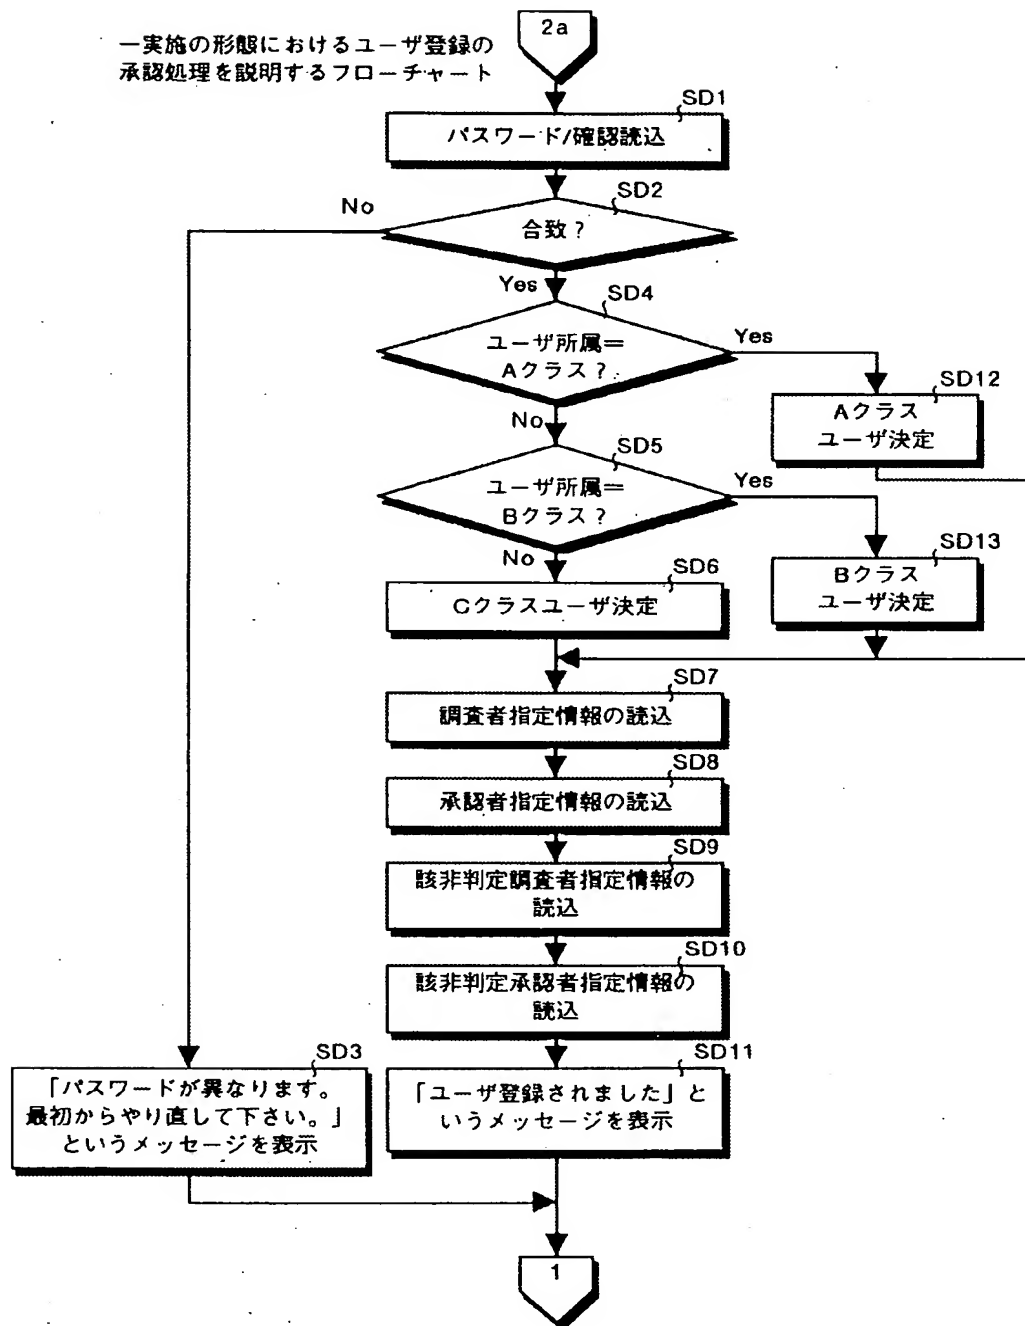 2a
一実施の形態におけるユーザ登録の
承認処理を説明するフローチャート
SD1
パスワード/確認読込
SD2
No
合致?
Yes
SD4
ユーザ所属=
Aクラス?
Yes
No
SD12
Aクラス
ユーザ決定
SD5
ユーザ所属=
Bクラス?
Yes
No
SD13
Bクラス
ユーザ決定
SD6
Cクラスユーザ決定
SD7
調査者指定情報の読込
SD8
承認者指定情報の読込
SD9
該非判定調査者指定情報の
読込
SD10
該非判定承認者指定情報の
読込
SD3
「パスワードが異なります。
最初からやり直して下さい。」
というメッセージを表示
SD11
「ユーザ登録されました」と
いうメッセージを表示
1